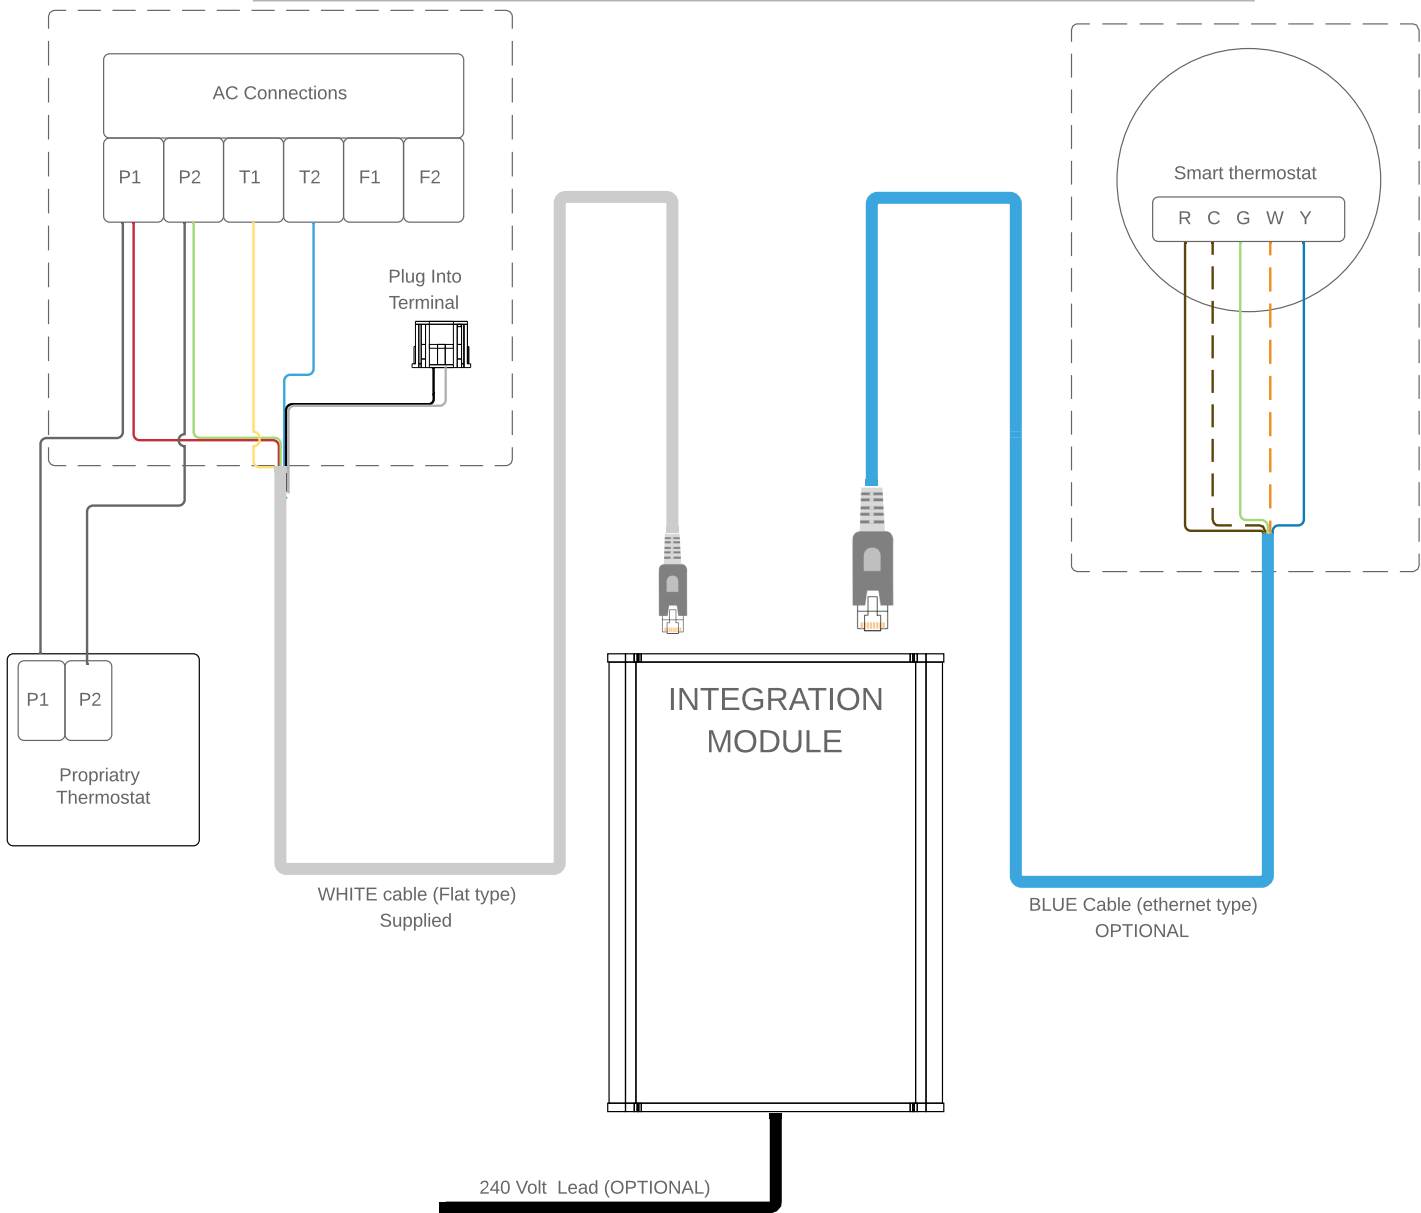 AC Connections
P1 P2 T1 T2 F1 F2
Plug Into
Terminal
Smart thermostat
R C G W Y
P1 P2
Propriatry
Thermostat
INTEGRATION
MODULE
WHITE cable (Flat type)
Supplied
BLUE Cable (ethernet type)
OPTIONAL
240 Volt Lead (OPTIONAL)